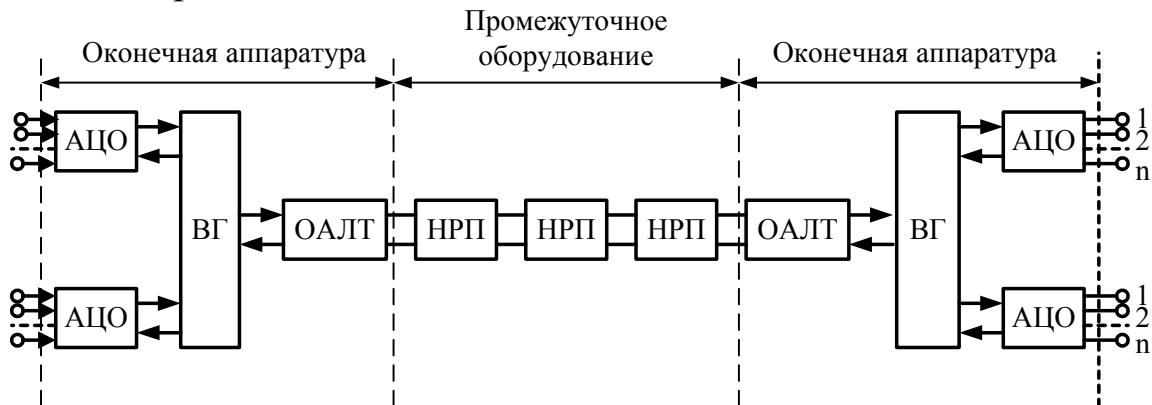 Промежуточное
оборудование
Оконечная аппаратура
Оконечная аппаратура
АЦО
АЦО
1
2
n
ВГ
ОАЛТ
НРП
НРП
НРП
ОАЛТ
ВГ
АЦО
АЦО
1
2
n